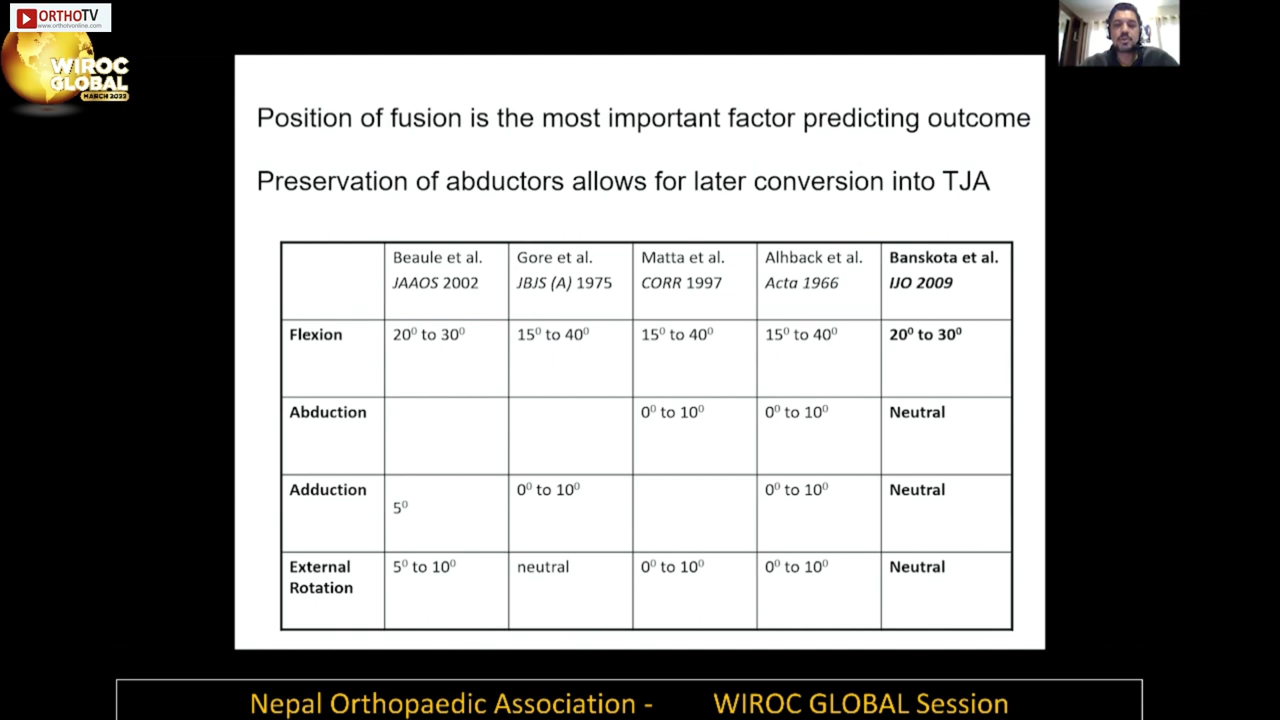 ORTHOTV
www.orthotvonline.com
WIROC
GLOBAL
MARCH 2022
Position of fusion is the most important factor predicting outcome
Preservation of abductors allows for later conversion into TJA
Beaule et al. JAAOS 2002
Gore et al. JBJS (A) 1975
Matta et al. CORR 1997
Alhback et al. Acta 1966
Banskota et al. IJO 2009
Flexion 20⁰ to 30⁰ 15⁰ to 40⁰ 15⁰ to 40⁰ 15⁰ to 40⁰ 20⁰ to 30⁰
Abduction 0⁰ to 10⁰ 0⁰ to 10⁰ Neutral
Adduction 5⁰ 0⁰ to 10⁰ 0⁰ to 10⁰ Neutral
External Rotation 5⁰ to 10⁰ neutral 0⁰ to 10⁰ 0⁰ to 10⁰ Neutral
Nepal Orthopaedic Association - WIROC GLOBAL Session